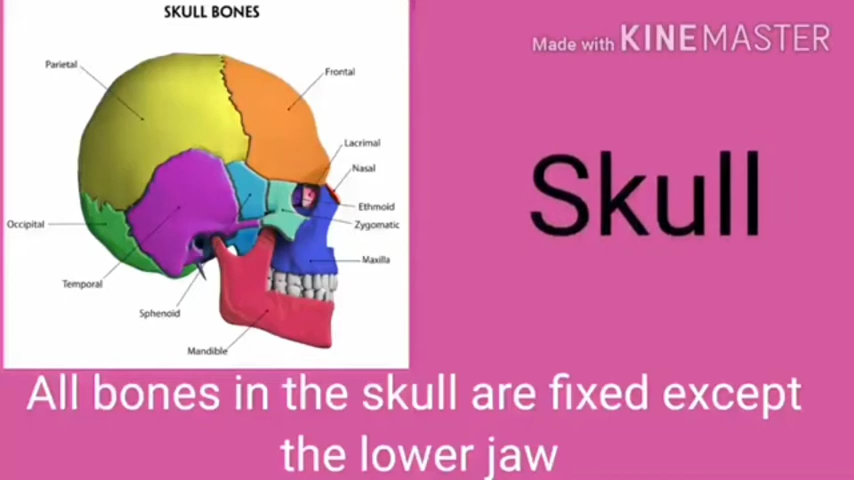 SKULL BONES
Made with KINEMASTER
Parietal
Frontal
Lacrimal
Nasal
Ethmoid
Zygomatic
Occipital
Maxilla
Temporal
Sphenoid
Mandible
Skull
All bones in the skull are fixed except
the lower jaw